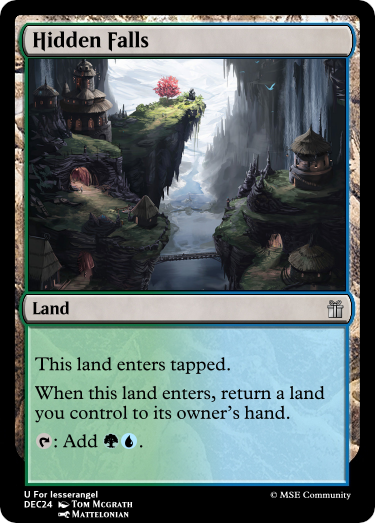 Hidden Falls
Land
This land enters tapped.
When this land enters, return a land
you control to its owner's hand.
: Add .
U For lesserangel
DEC24 Tom McGrath
Mattelonian
© MSE Community